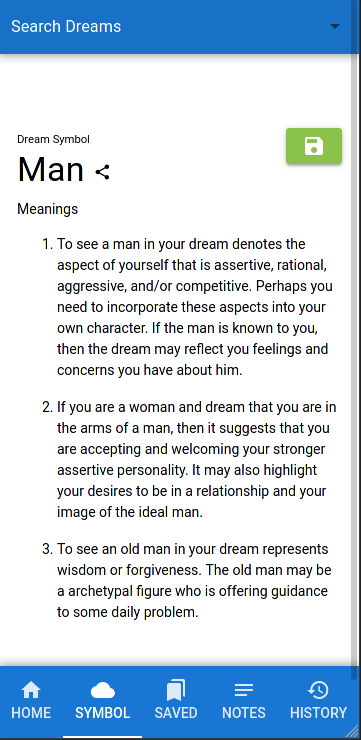 Search Dreams
Dream Symbol
Man
Meanings
1. To see a man in your dream denotes the
aspect of yourself that is assertive, rational,
aggressive, and/or competitive. Perhaps you
need to incorporate these aspects into your
own character. If the man is known to you,
then the dream may reflect you feelings and
concerns you have about him.
2. If you are a woman and dream that you are in
the arms of a man, then it suggests that you
are accepting and welcoming your stronger
assertive personality. It may also highlight
your desires to be in a relationship and your
image of the ideal man.
3. To see an old man in your dream represents
wisdom or forgiveness. The old man may be
a archetypal figure who is offering guidance
to some daily problem.
HOME SYMBOL SAVED NOTES HISTORY